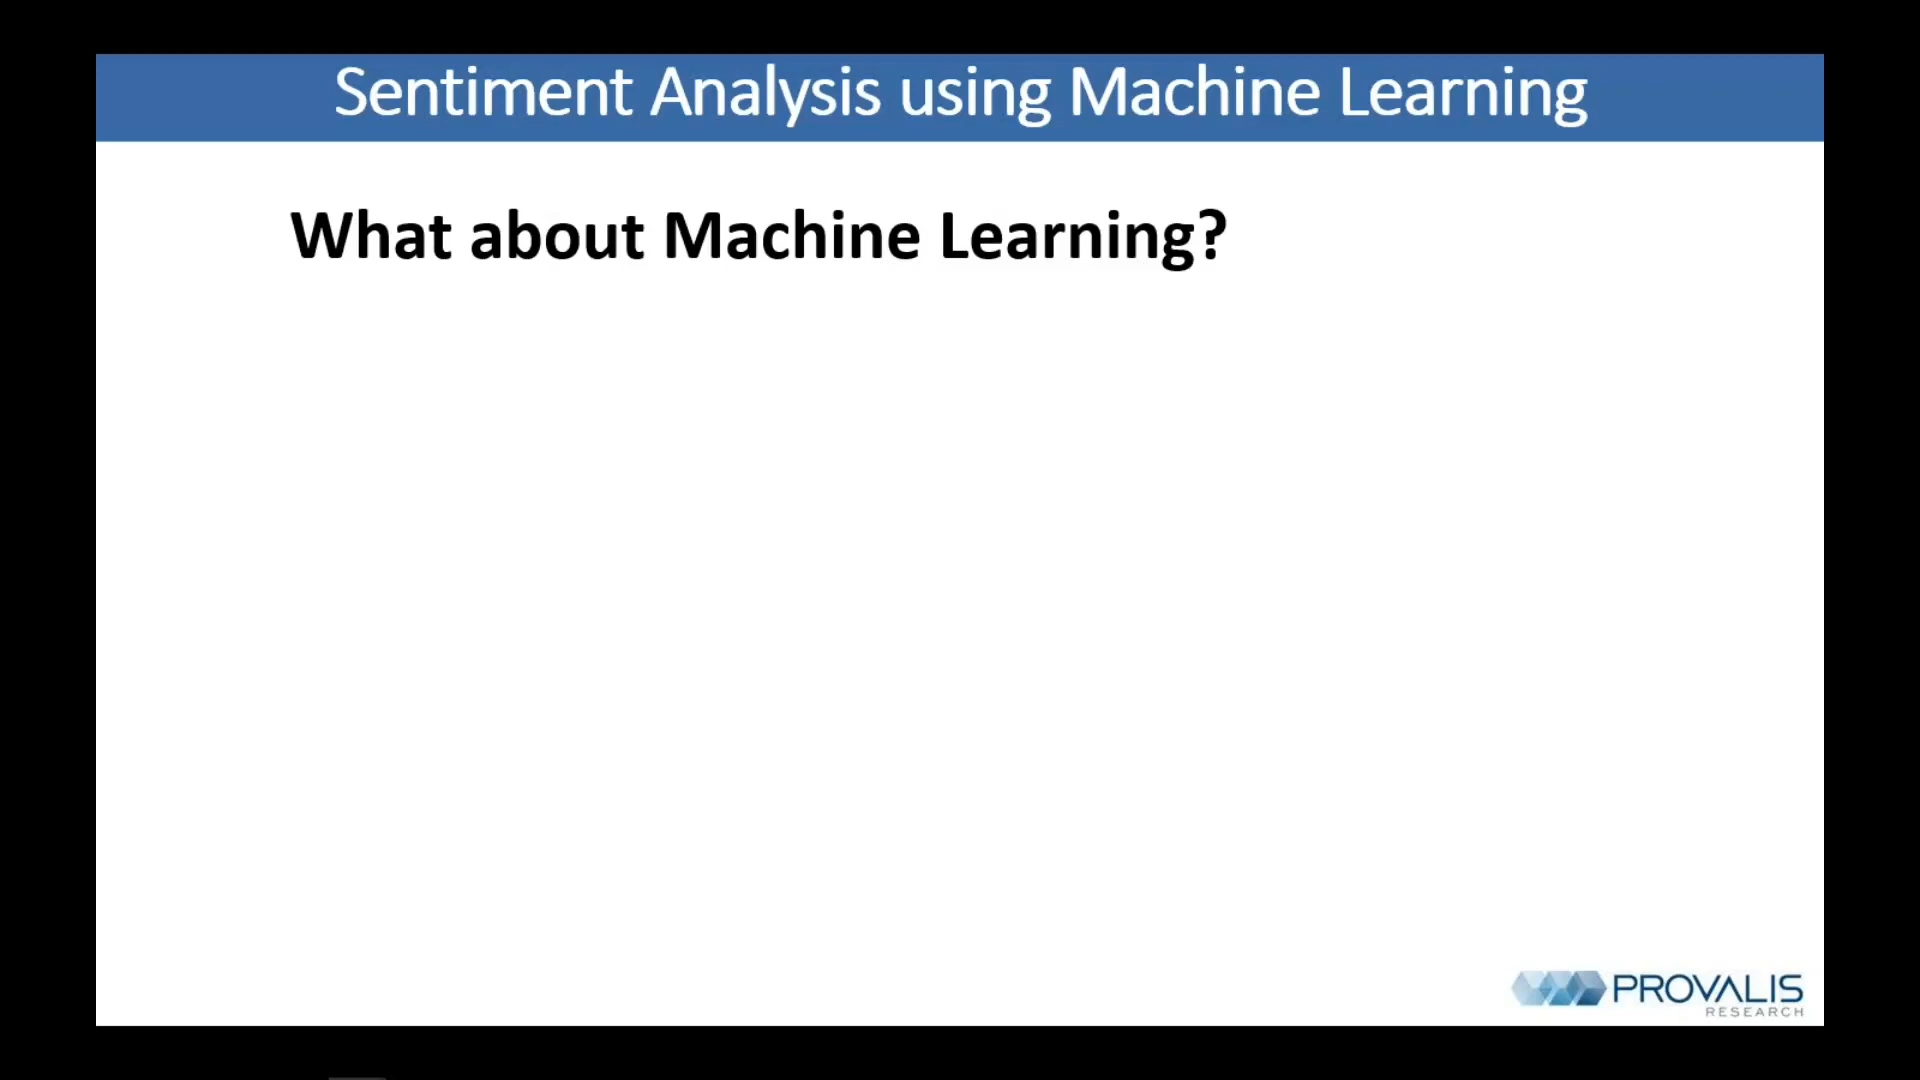 Sentiment Analysis using Machine Learning
What about Machine Learning?
PROVALIS
RESEARCH